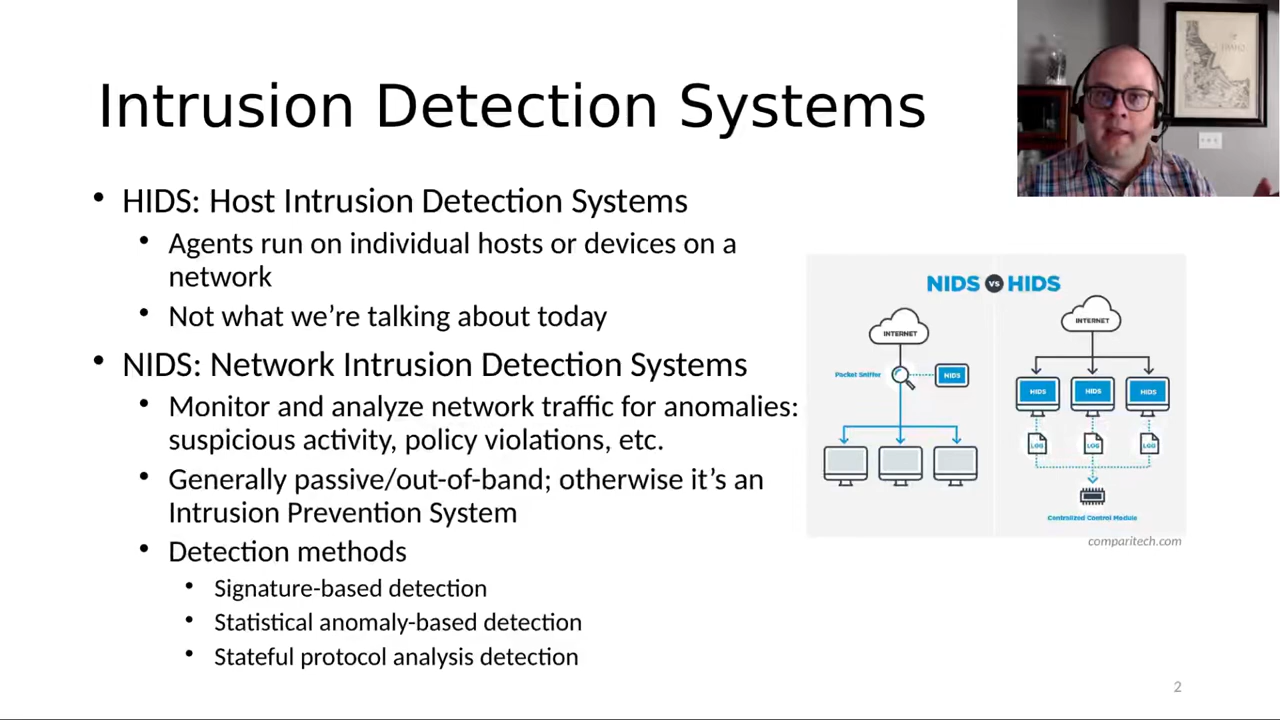 Intrusion Detection Systems
• HIDS: Host Intrusion Detection Systems
• Agents run on individual hosts or devices on a
network
• Not what we’re talking about today
• NIDS: Network Intrusion Detection Systems
• Monitor and analyze network traffic for anomalies:
suspicious activity, policy violations, etc.
• Generally passive/out-of-band; otherwise it’s an
Intrusion Prevention System
• Detection methods
• Signature-based detection
• Statistical anomaly-based detection
• Stateful protocol analysis detection
NIDS vs HIDS
INTERNET
Packet Sniffer
NIDS
INTERNET
HIDS HIDS HIDS
LOG LOG LOG
Centralized Control Module
comparitech.com
IDAHO
2